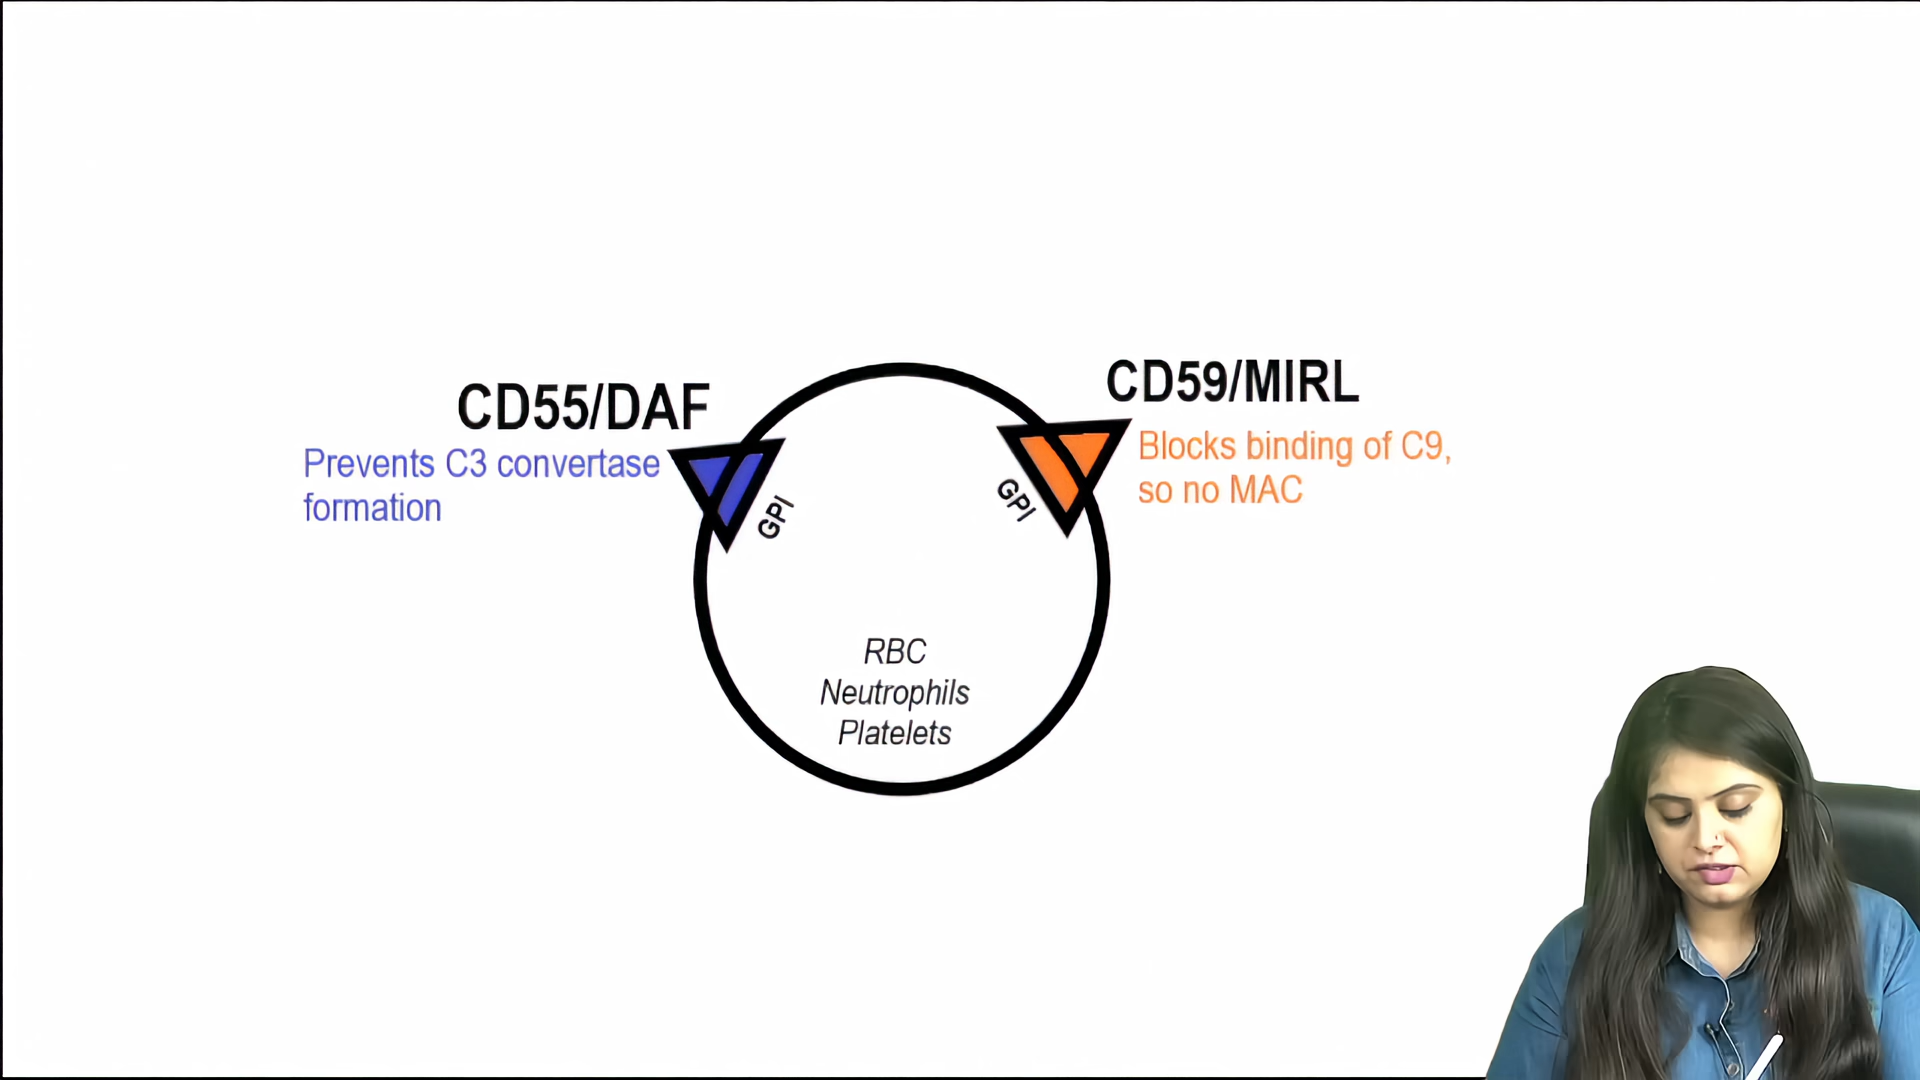 CD55/DAF
Prevents C3 convertase
formation
GPI
CD59/MIRL
Blocks binding of C9,
so no MAC
GPI
RBC
Neutrophils
Platelets